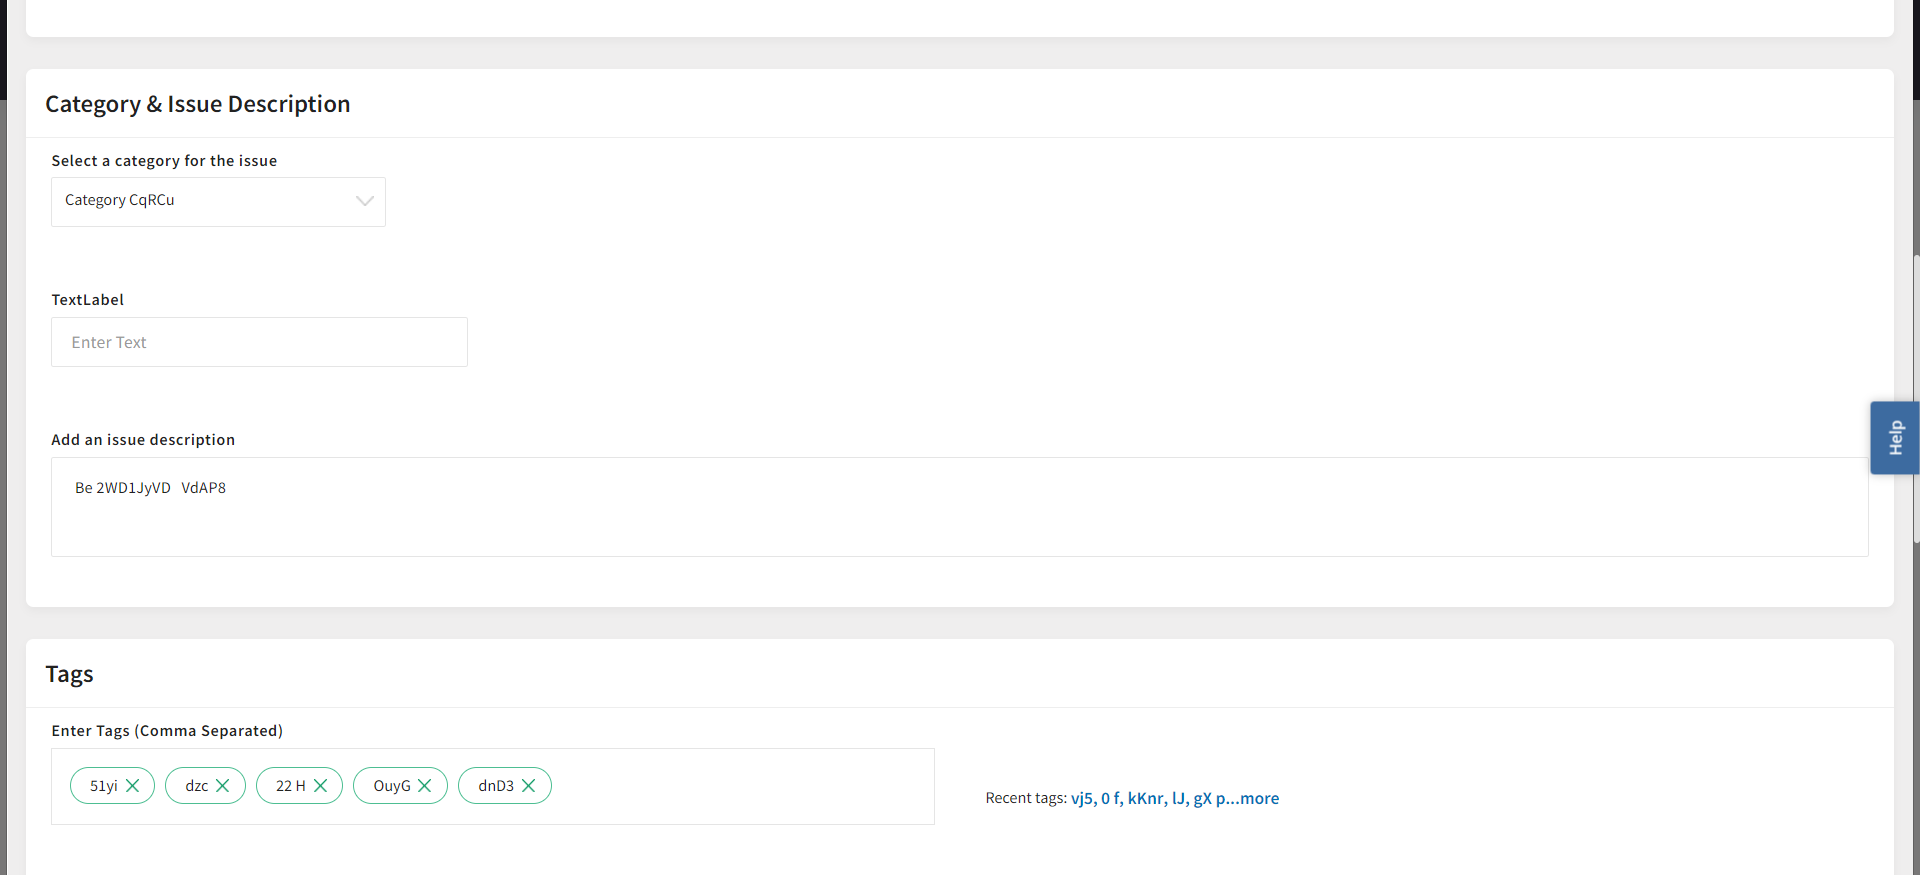 Category & Issue Description
Select a category for the issue
Category CqRCu
TextLabel
Enter Text
Add an issue description
Be 2WD1JyVD   VdAP8
Help
Tags
Enter Tags (Comma Separated)
51yi dzc 22 H OuyG dnD3
Recent tags: vj5, 0 f, kKnr, lJ, gX p...more